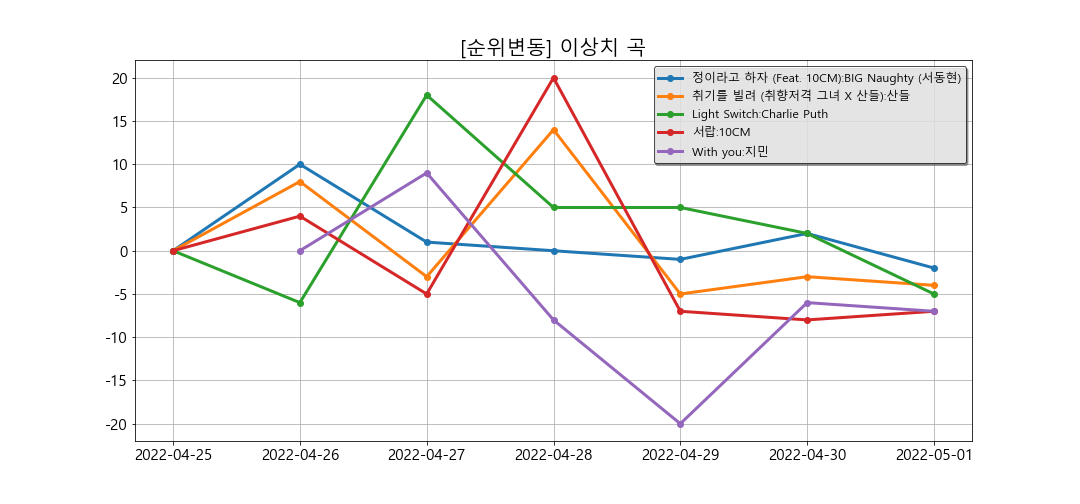 [순위변동] 이상치 곡
정이라고 하자 (Feat. 10CM):BIG Naughty (서동현)
취기를 빌려 (취향저격 그녀 X 산들):산들
Light Switch:Charlie Puth
서랍:10CM
With you:지민
20
15
10
5
0
-5
-10
-15
-20
2022-04-25 2022-04-26 2022-04-27 2022-04-28 2022-04-29 2022-04-30 2022-05-01